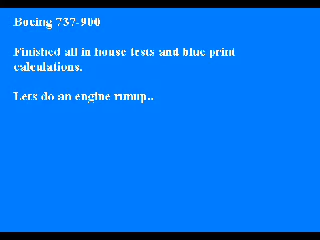 Boeing 737-900
Finished all in house tests and blue print
calculations.
Lets do an engine runup..